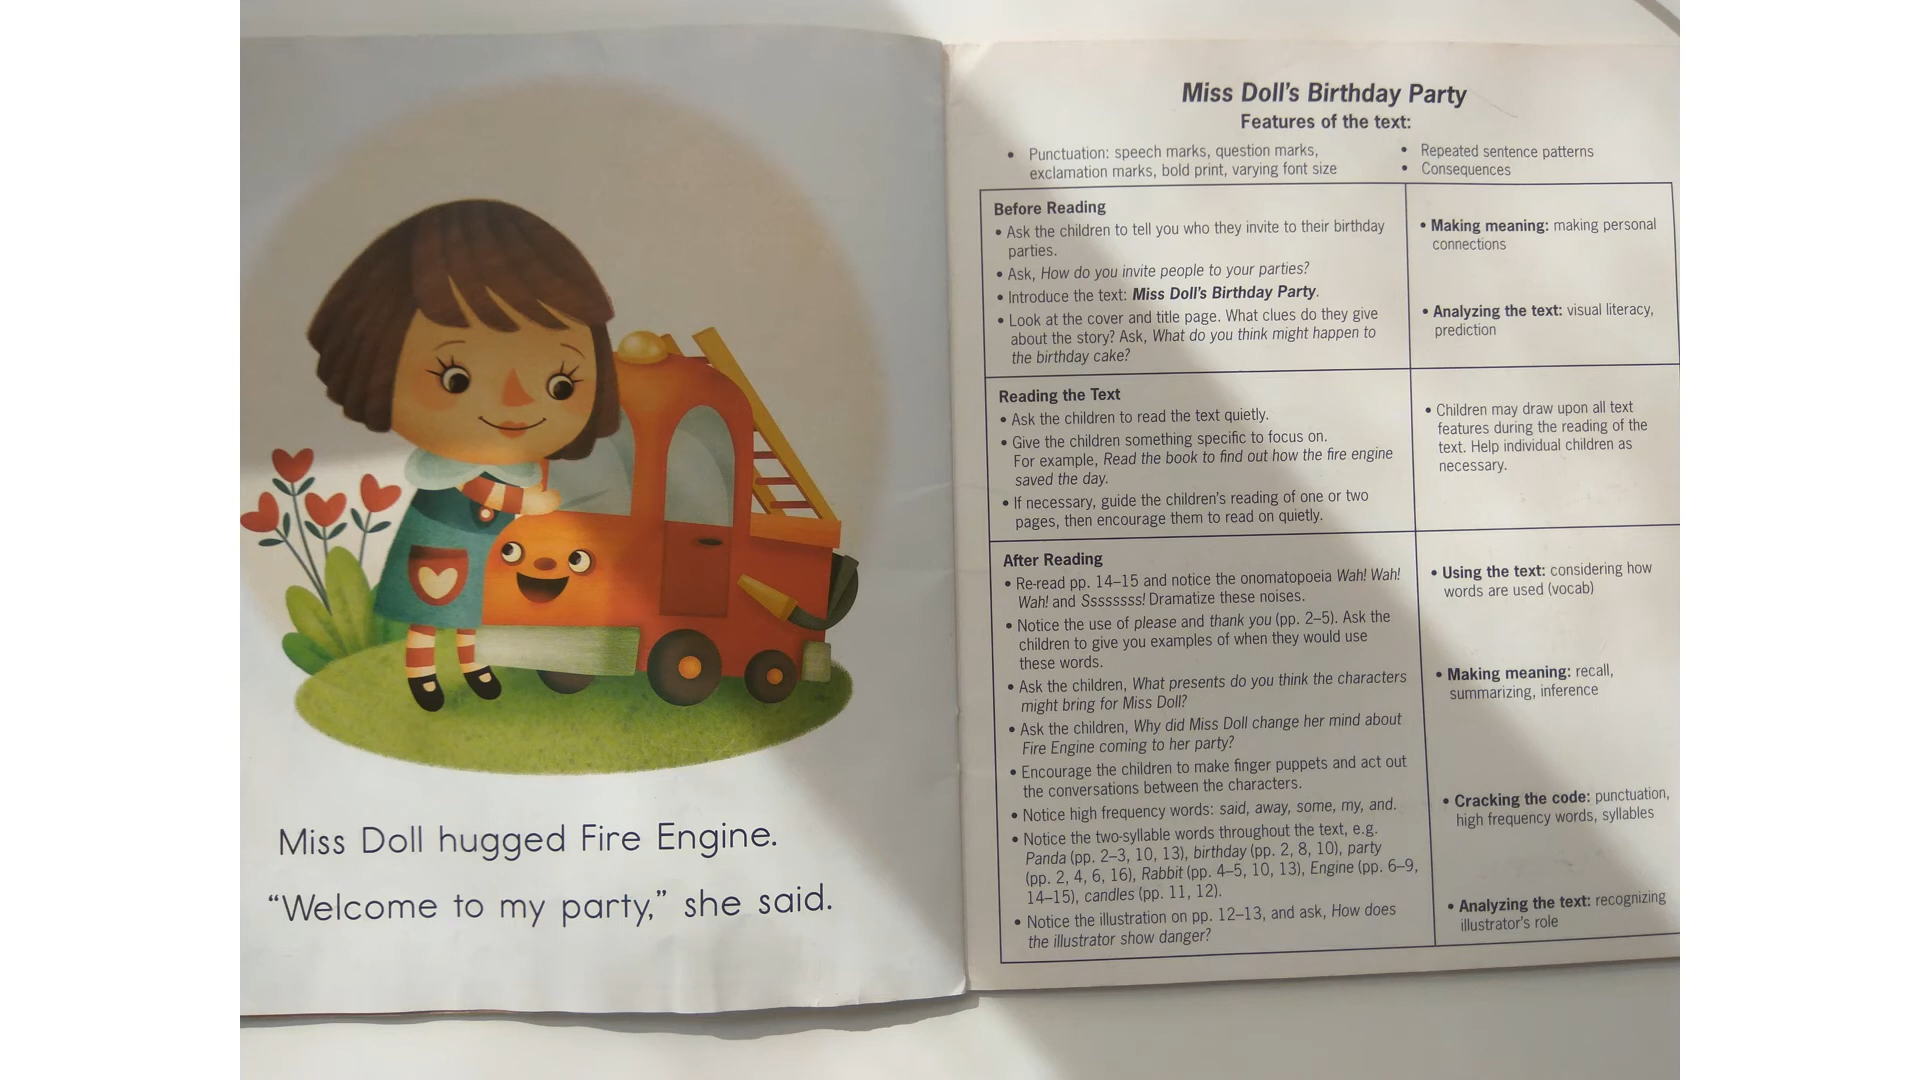 Miss Doll hugged Fire Engine.
“Welcome to my party,” she said.
Miss Doll's Birthday Party
Features of the text:
• Punctuation: speech marks, question marks,
exclamation marks, bold print, varying font size
• Repeated sentence patterns
• Consequences
Before Reading
• Ask the children to tell you who they invite to their birthday
parties.
• Ask, How do you invite people to your parties?
• Introduce the text: Miss Doll's Birthday Party.
• Look at the cover and title page. What clues do they give
about the story? Ask, What do you think might happen to
the birthday cake?
• Making meaning: making personal
connections
• Analyzing the text: visual literacy,
prediction
Reading the Text
• Ask the children to read the text quietly.
• Give the children something specific to focus on.
For example, Read the book to find out how the fire engine
saved the day.
• If necessary, guide the children's reading of one or two
pages, then encourage them to read on quietly.
• Children may draw upon all text
features during the reading of the
text. Help individual children as
necessary.
After Reading
• Re-read pp. 14–15 and notice the onomatopoeia Wah! Wah!
Wah! and Ssssssss! Dramatize these noises.
• Notice the use of please and thank you (pp. 2–5). Ask the
children to give you examples of when they would use
these words.
• Ask the children, What presents do you think the characters
might bring for Miss Doll?
• Ask the children, Why did Miss Doll change her mind about
Fire Engine coming to her party?
• Encourage the children to make finger puppets and act out
the conversations between the characters.
• Notice high frequency words: said, away, some, my, and.
• Notice the two-syllable words throughout the text, e.g.
Panda (pp. 2–3, 10, 13), birthday (pp. 2, 8, 10), party
(pp. 2, 4, 6, 16), Rabbit (pp. 4–5, 10, 13), Engine (pp. 6–9,
14–15), candles (pp. 11, 12).
• Notice the illustration on pp. 12–13, and ask, How does
the illustrator show danger?
• Using the text: considering how
words are used (vocab)
• Making meaning: recall,
summarizing, inference
• Cracking the code: punctuation,
high frequency words, syllables
• Analyzing the text: recognizing
illustrator's role